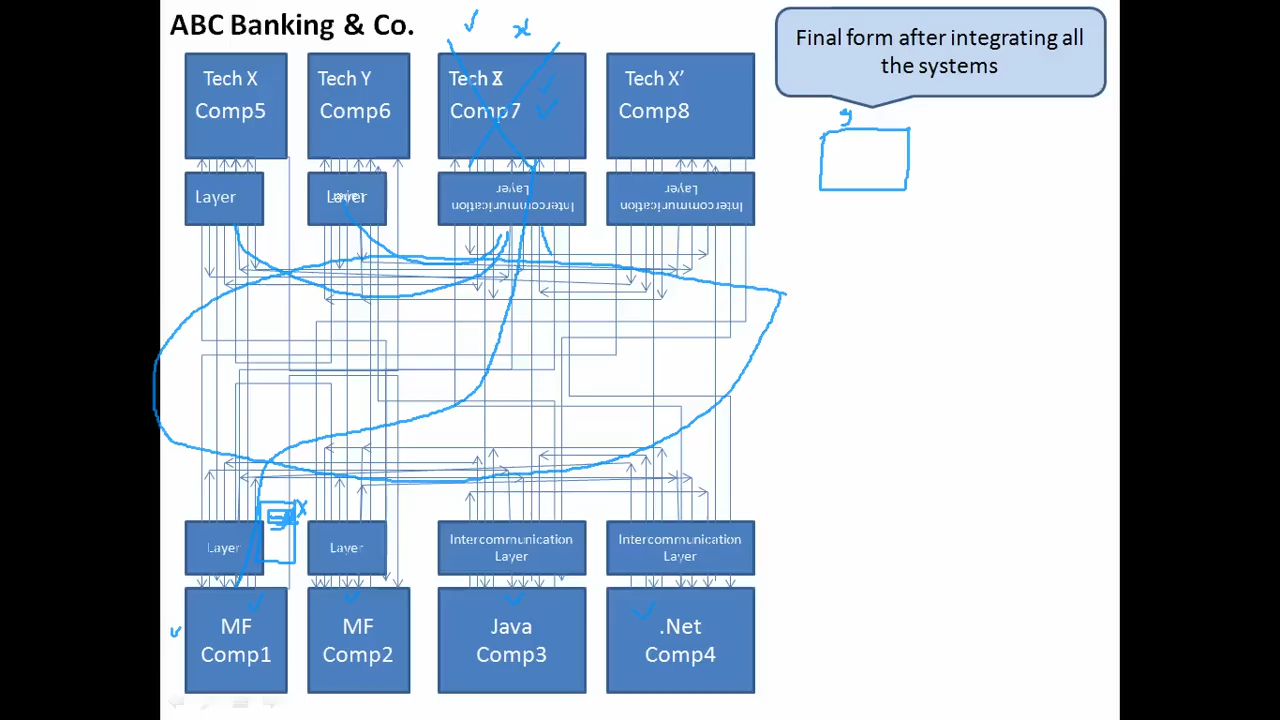 ABC Banking & Co.
Final form after integrating all
the systems
Tech X
Comp5
Tech Y
Comp6
Tech
Comp7
Tech X’
Comp8
Layer
Layer
Intercommunication
Layer
Intercommunication
Layer
x
y
x
Layer
Layer
Intercommunication
Layer
Intercommunication
Layer
MF
Comp1
MF
Comp2
Java
Comp3
.Net
Comp4